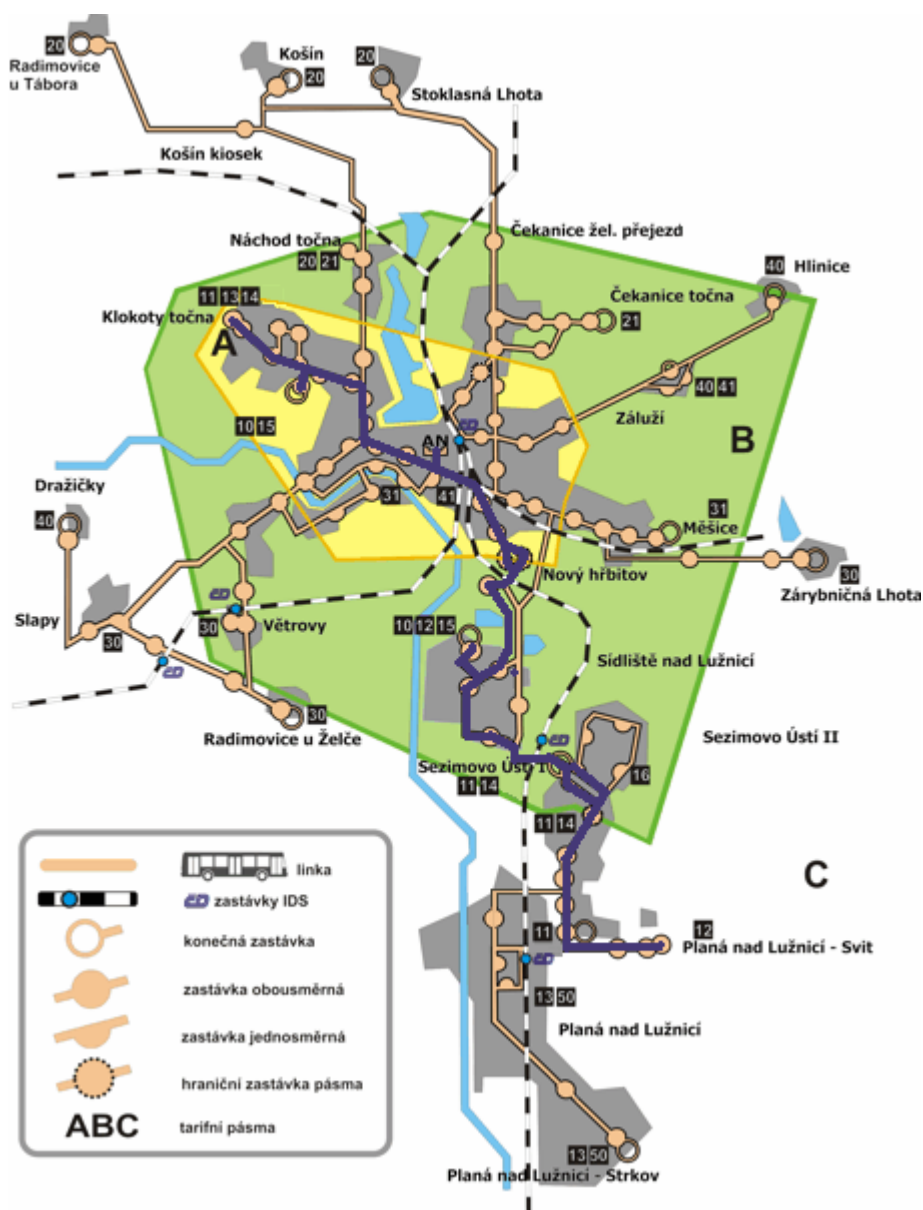 20
Radimovice
u Tábora
Košín
20
20
Stoklasná Lhota
Košín kiosek
Náchod točna
20 21
Čekanice žel. přejezd
40
Hlinice
11 13 14
Klokoty točna
A
Čekanice točna
21
40 41
Záluží
B
10 15
AN
Dražičky
31
41
31
Měšice
40
Nový hřbitov
30
Zárybničná Lhota
Slapy
30
30
Větrovy
10 12 15
Sídliště nad Lužnicí
30
Radimovice u Želče
Sezimovo Ústí II
Sezimovo Ústí I
11 14
16
11 14
C
linka
zastávky IDS
konečná zastávka
zastávka obousměrná
zastávka jednosměrná
hraniční zastávka pásma
ABC
tarifní pásma
11
12
Planá nad Lužnicí - Svit
13 50
Planá nad Lužnicí
13 50
Planá nad Lužnicí - Strkov